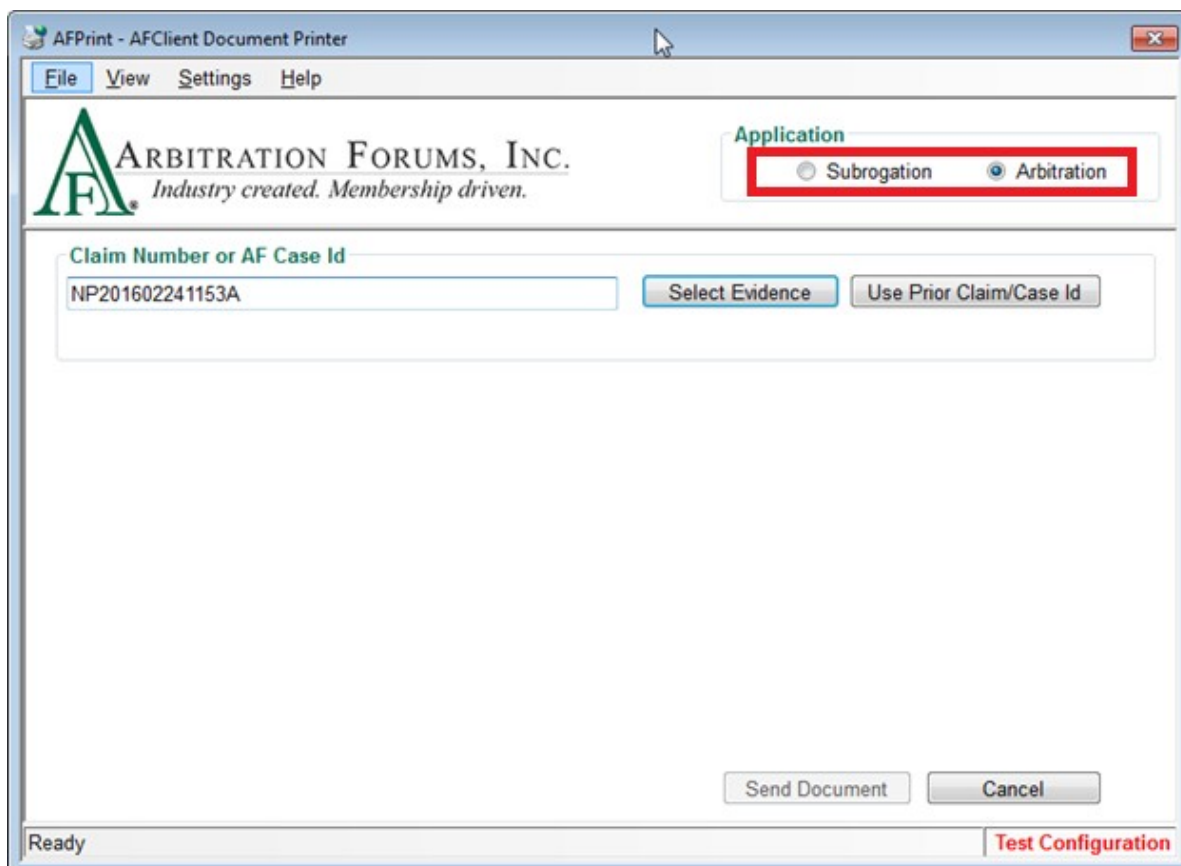 AFPrint - AFClient Document Printer
File View Settings Help
AF®
ARBITRATION FORUMS, INC.
Industry created. Membership driven.
Application
Subrogation Arbitration
Claim Number or AF Case Id
NP201602241153A Select Evidence Use Prior Claim/Case Id
Send Document Cancel
Ready Test Configuration